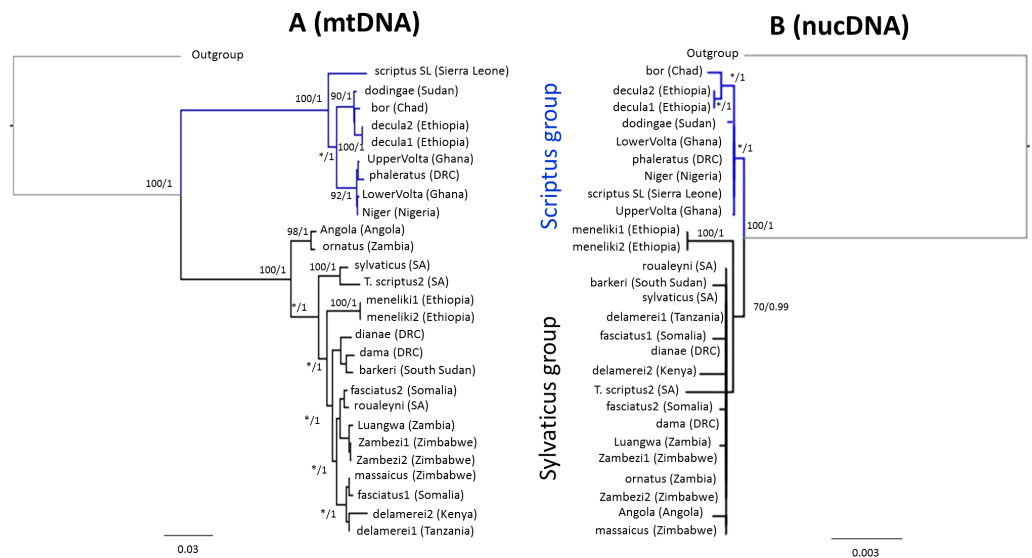 A (mtDNA)
Outgroup
scriptus SL (Sierra Leone)
100/1
90/1
dodingae (Sudan)
bor (Chad)
decula2 (Ethiopia)
100/1
decula1 (Ethiopia)
*/1
UpperVolta (Ghana)
phaleratus (DRC)
100/1
92/1
LowerVolta (Ghana)
Niger (Nigeria)
98/1
Angola (Angola)
ornatus (Zambia)
100/1
100/1
sylvaticus (SA)
T. scriptus2 (SA)
*/1
100/1
meneliki1 (Ethiopia)
meneliki2 (Ethiopia)
dianae (DRC)
dama (DRC)
*/1
barkeri (South Sudan)
fasciatus2 (Somalia)
roualeyni (SA)
*/1
Luangwa (Zambia)
Zambezi1 (Zimbabwe)
Zambezi2 (Zimbabwe)
*/1
massaicus (Zimbabwe)
fasciatus1 (Somalia)
*/1
delamerei2 (Kenya)
delamerei1 (Tanzania)
0.03
Scriptus group
Sylvaticus group
B (nucDNA)
Outgroup
bor (Chad)
*/1
decula2 (Ethiopia)
decula1 (Ethiopia)
*/1
dodingae (Sudan)
LowerVolta (Ghana)
*/1
phaleratus (DRC)
Niger (Nigeria)
scriptus SL (Sierra Leone)
UpperVolta (Ghana)
100/1
meneliki1 (Ethiopia)
100/1
meneliki2 (Ethiopia)
roualeyni (SA)
barkeri (South Sudan)
sylvaticus (SA)
70/0.99
delamerei1 (Tanzania)
fasciatus1 (Somalia)
dianae (DRC)
delamerei2 (Kenya)
T. scriptus2 (SA)
fasciatus2 (Somalia)
dama (DRC)
Luangwa (Zambia)
Zambezi1 (Zimbabwe)
ornatus (Zambia)
Zambezi2 (Zimbabwe)
Angola (Angola)
massaicus (Zimbabwe)
0.003